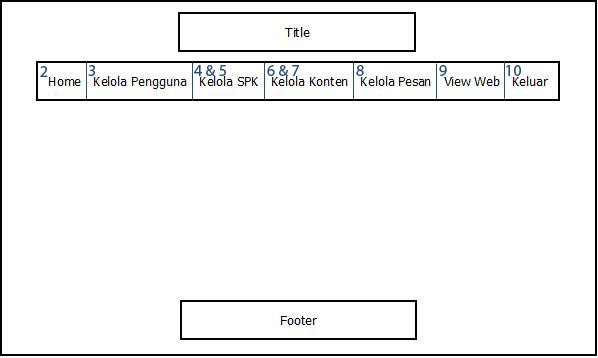 Title
2 3 4 & 5 6 & 7 8 9 10
Home Kelola Pengguna Kelola SPK Kelola Konten Kelola Pesan View Web Keluar
Footer